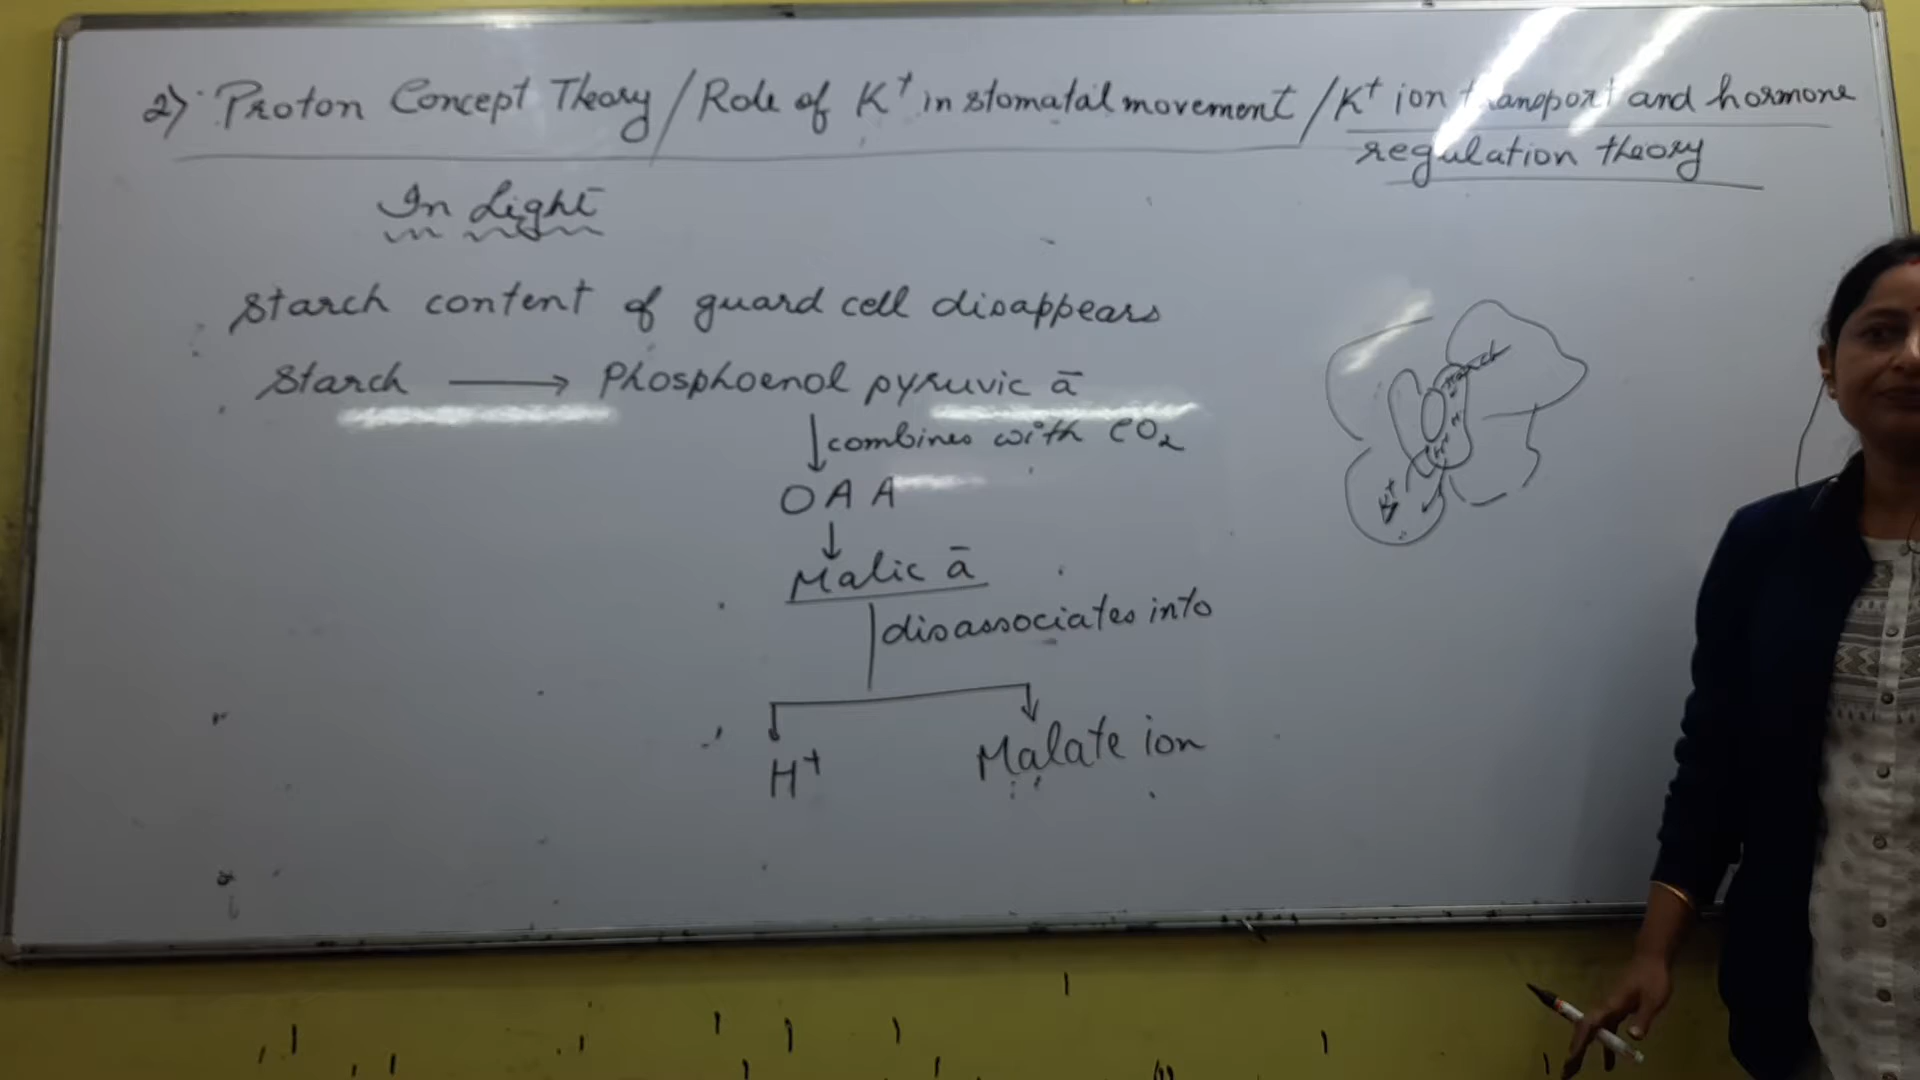 2) Proton Concept Theory / Role of K⁺ in stomatal movement / K⁺ ion transport and hormone
regulation theory
In Light
Starch content of guard cell disappears
Starch ⟶ Phosphoenol pyruvic ā
↓ combines with CO₂
OAA
↓
Malic ā
disassociates into
H⁺ Malate ion
starch
K⁺